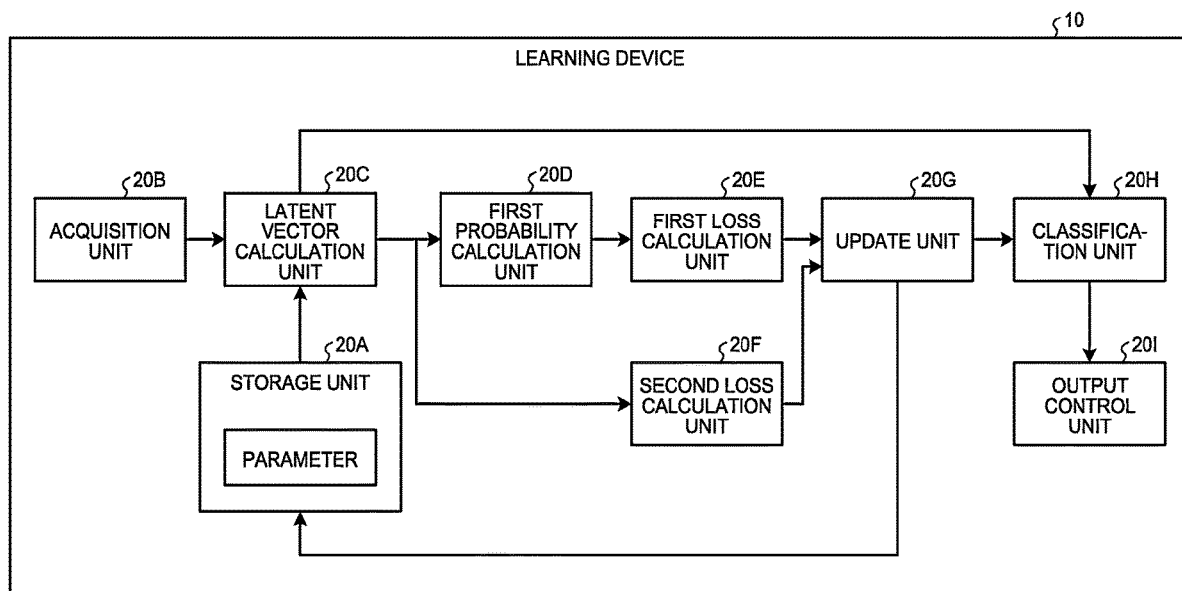 10
LEARNING DEVICE
20B
ACQUISITION
UNIT
20C
LATENT
VECTOR
CALCULATION
UNIT
20D
FIRST
PROBABILITY
CALCULATION
UNIT
20E
FIRST LOSS
CALCULATION
UNIT
20G
UPDATE UNIT
20H
CLASSIFICA-
TION UNIT
20A
STORAGE UNIT
PARAMETER
20F
SECOND LOSS
CALCULATION
UNIT
20I
OUTPUT
CONTROL
UNIT